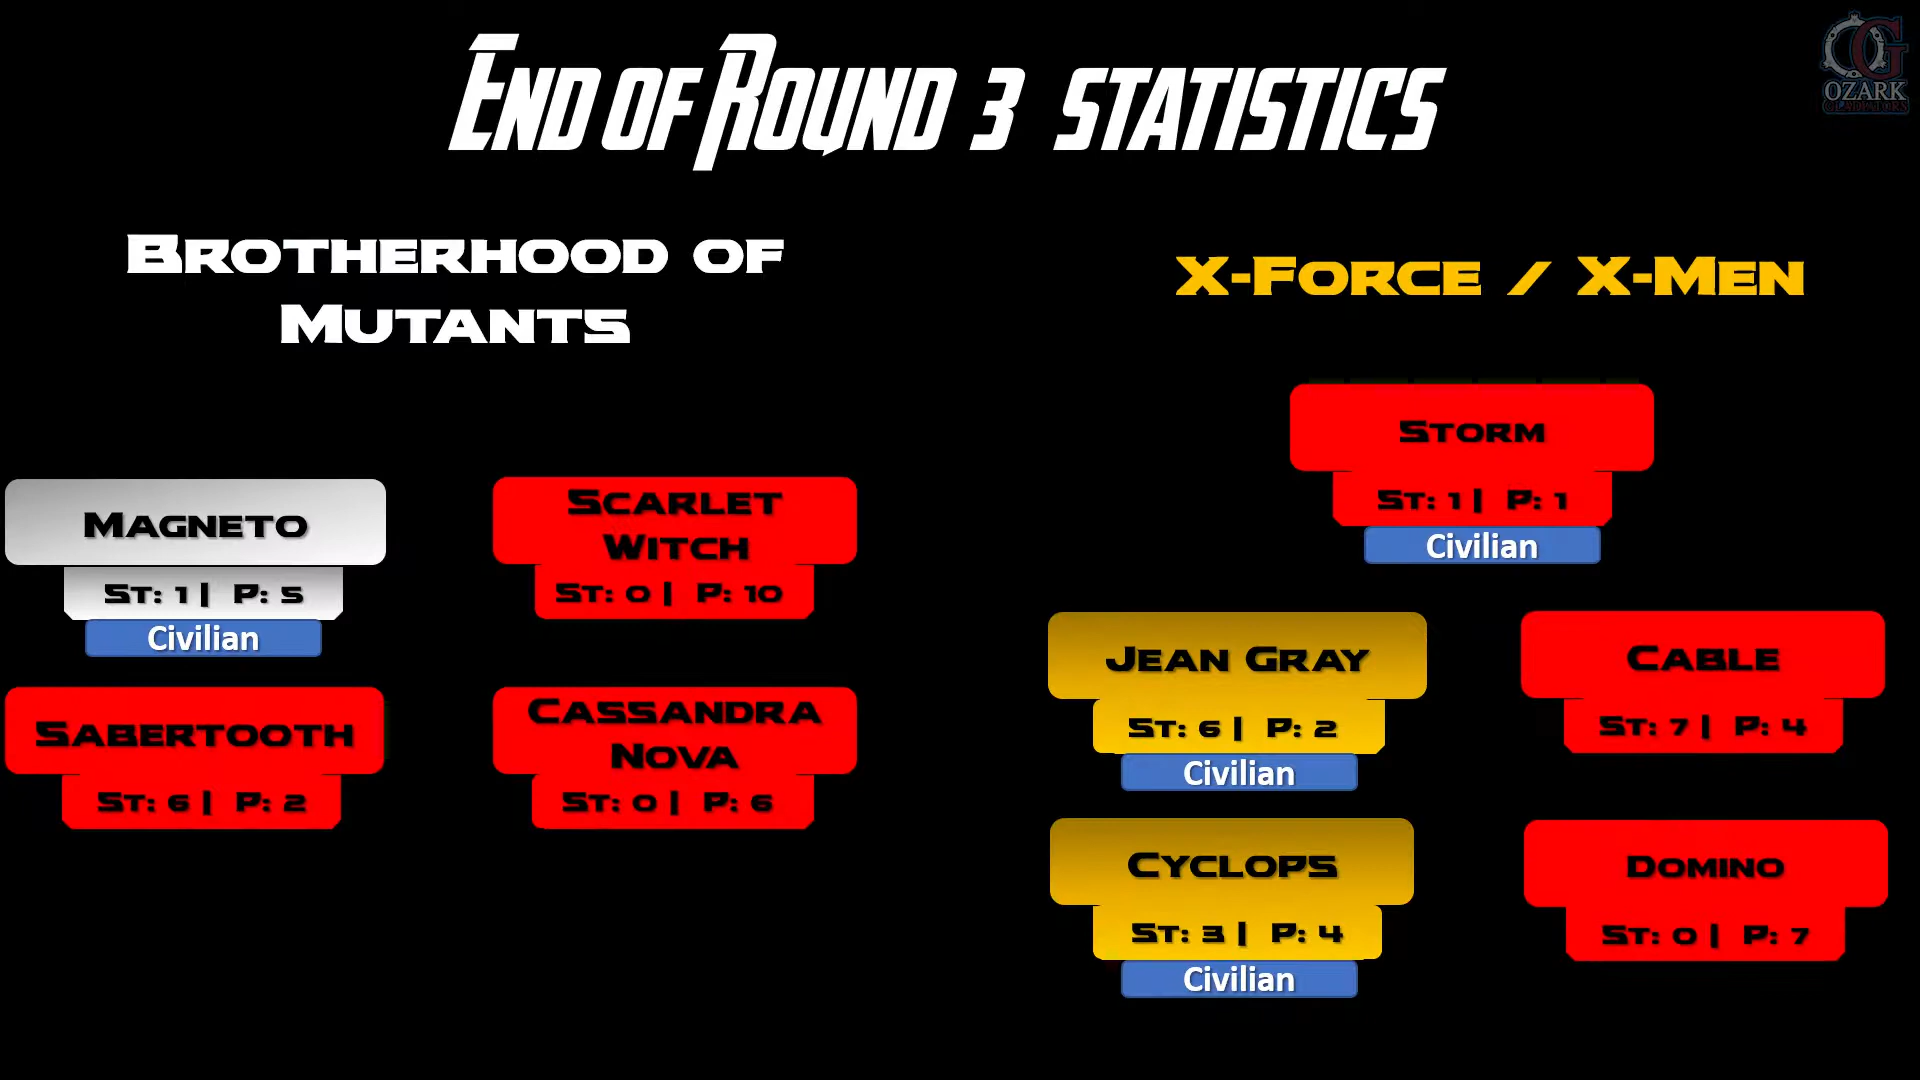 End of Round 3 statistics
OZARK
GLADIATORS
Brotherhood of
Mutants
X-Force / X-Men
Storm
St: 1 | P: 1
Civilian
Magneto
St: 1 | P: 5
Civilian
Scarlet
Witch
St: 0 | P: 10
Sabertooth
St: 6 | P: 2
Cassandra
Nova
St: 0 | P: 6
Jean Gray
St: 6 | P: 2
Civilian
Cable
St: 7 | P: 4
Cyclops
St: 3 | P: 4
Civilian
Domino
St: 0 | P: 7